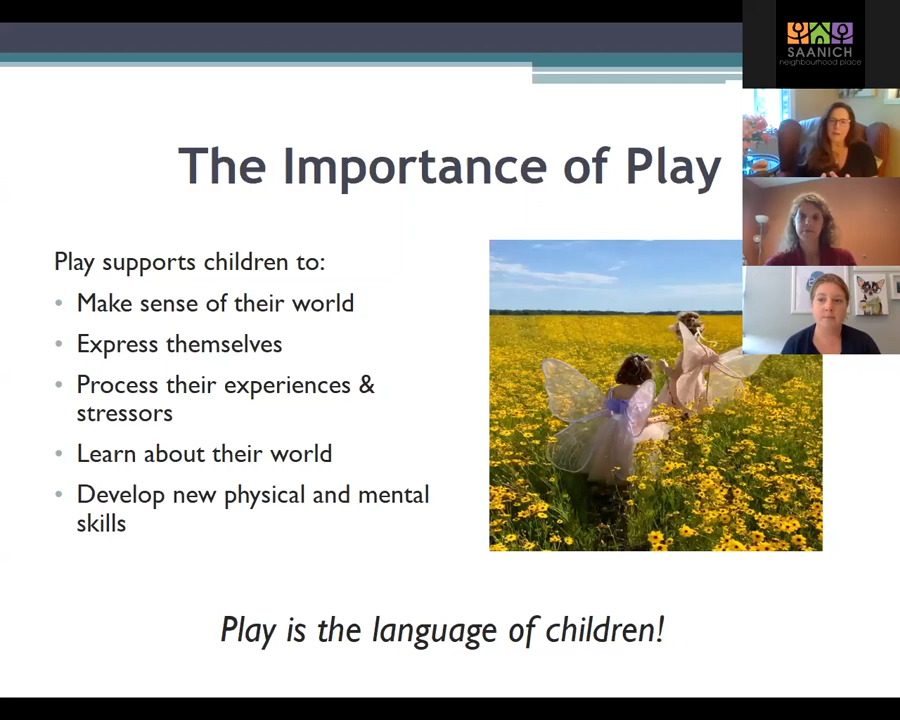 The Importance of Play
Play supports children to:
• Make sense of their world
• Express themselves
• Process their experiences &
stressors
• Learn about their world
• Develop new physical and mental
skills
Play is the language of children!
SAANICH
neighbourhood place